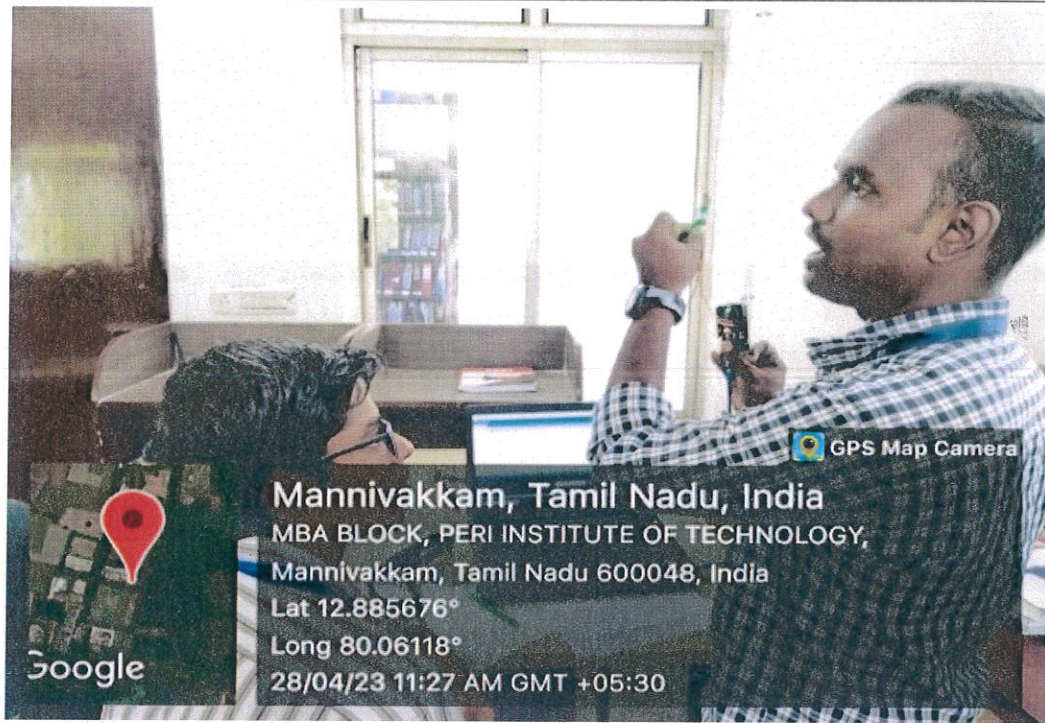 GPS Map Camera
Mannivakkam, Tamil Nadu, India
MBA BLOCK, PERI INSTITUTE OF TECHNOLOGY,
Mannivakkam, Tamil Nadu 600048, India
Lat 12.885676°
Long 80.06118°
28/04/23 11:27 AM GMT +05:30
Google